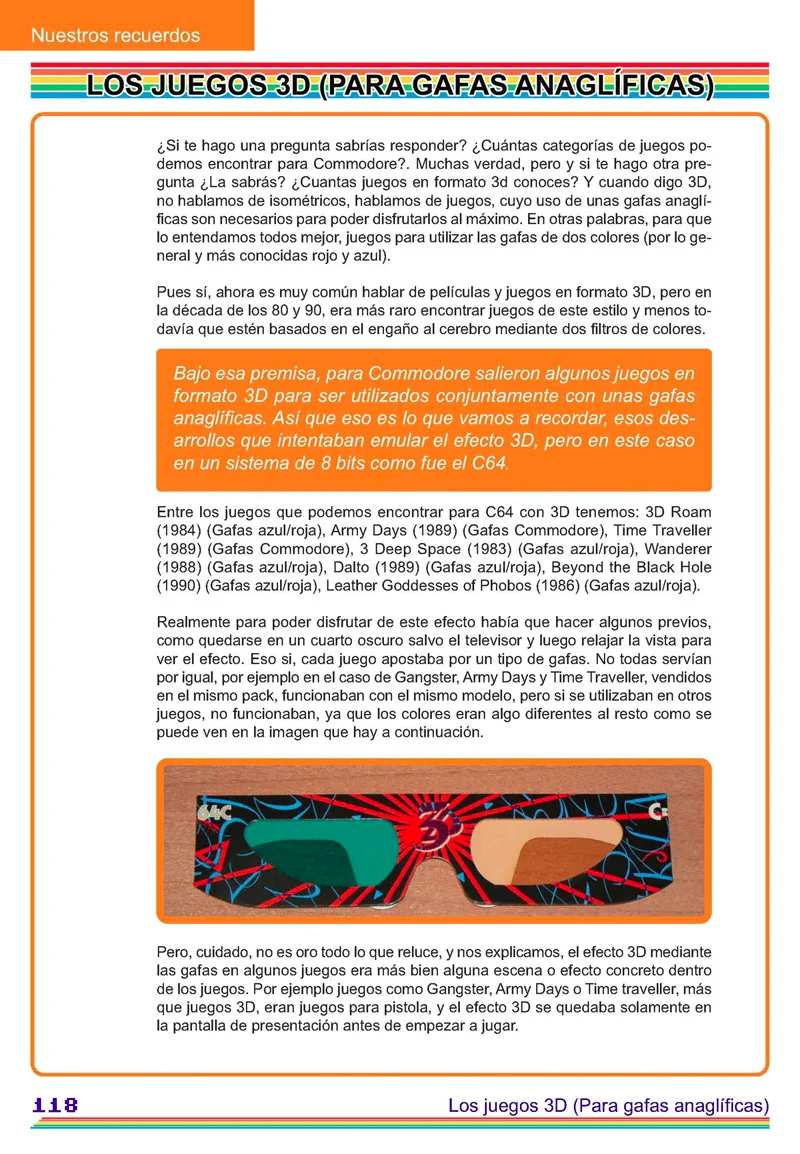 Nuestros recuerdos
LOS JUEGOS 3D (PARA GAFAS ANAGLÍFICAS)
¿Si te hago una pregunta sabrías responder? ¿Cuántas categorías de juegos po-
demos encontrar para Commodore?. Muchas verdad, pero y si te hago otra pre-
gunta ¿La sabrás? ¿Cuantas juegos en formato 3d conoces? Y cuando digo 3D,
no hablamos de isométricos, hablamos de juegos, cuyo uso de unas gafas anaglí-
ficas son necesarios para poder disfrutarlos al máximo. En otras palabras, para que
lo entendamos todos mejor, juegos para utilizar las gafas de dos colores (por lo ge-
neral y más conocidas rojo y azul).
Pues sí, ahora es muy común hablar de películas y juegos en formato 3D, pero en
la década de los 80 y 90, era más raro encontrar juegos de este estilo y menos to-
davía que estén basados en el engaño al cerebro mediante dos filtros de colores.
Bajo esa premisa, para Commodore salieron algunos juegos en
formato 3D para ser utilizados conjuntamente con unas gafas
anaglíficas. Así que eso es lo que vamos a recordar, esos des-
arrollos que intentaban emular el efecto 3D, pero en este caso
en un sistema de 8 bits como fue el C64.
Entre los juegos que podemos encontrar para C64 con 3D tenemos: 3D Roam
(1984) (Gafas azul/roja), Army Days (1989) (Gafas Commodore), Time Traveller
(1989) (Gafas Commodore), 3 Deep Space (1983) (Gafas azul/roja), Wanderer
(1988) (Gafas azul/roja), Dalto (1989) (Gafas azul/roja), Beyond the Black Hole
(1990) (Gafas azul/roja), Leather Goddesses of Phobos (1986) (Gafas azul/roja).
Realmente para poder disfrutar de este efecto había que hacer algunos previos,
como quedarse en un cuarto oscuro salvo el televisor y luego relajar la vista para
ver el efecto. Eso si, cada juego apostaba por un tipo de gafas. No todas servían
por igual, por ejemplo en el caso de Gangster, Army Days y Time Traveller, vendidos
en el mismo pack, funcionaban con el mismo modelo, pero si se utilizaban en otros
juegos, no funcionaban, ya que los colores eran algo diferentes al resto como se
puede ven en la imagen que hay a continuación.
64C
3D
Pero, cuidado, no es oro todo lo que reluce, y nos explicamos, el efecto 3D mediante
las gafas en algunos juegos era más bien alguna escena o efecto concreto dentro
de los juegos. Por ejemplo juegos como Gangster, Army Days o Time traveller, más
que juegos 3D, eran juegos para pistola, y el efecto 3D se quedaba solamente en
la pantalla de presentación antes de empezar a jugar.
118
Los juegos 3D (Para gafas anaglíficas)